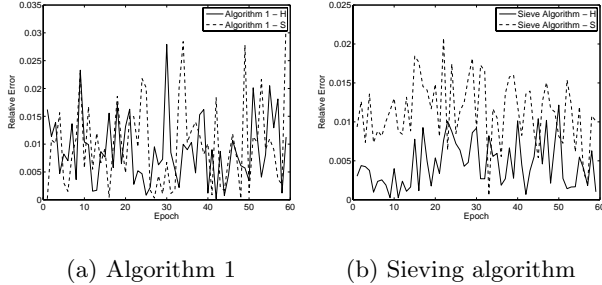 0.035
0.03
0.025
0.02
0.015
0.01
0.005
0
Relative Error
Algorithm 1 – H
Algorithm 1 – S
0 10 20 30 40 50 60
Epoch
(a) Algorithm 1
0.025
0.02
0.015
0.01
0.005
0
Relative Error
Sieve Algorithm – H
Sieve Algorithm – S
0 10 20 30 40 50 60
Epoch
(b) Sieving algorithm